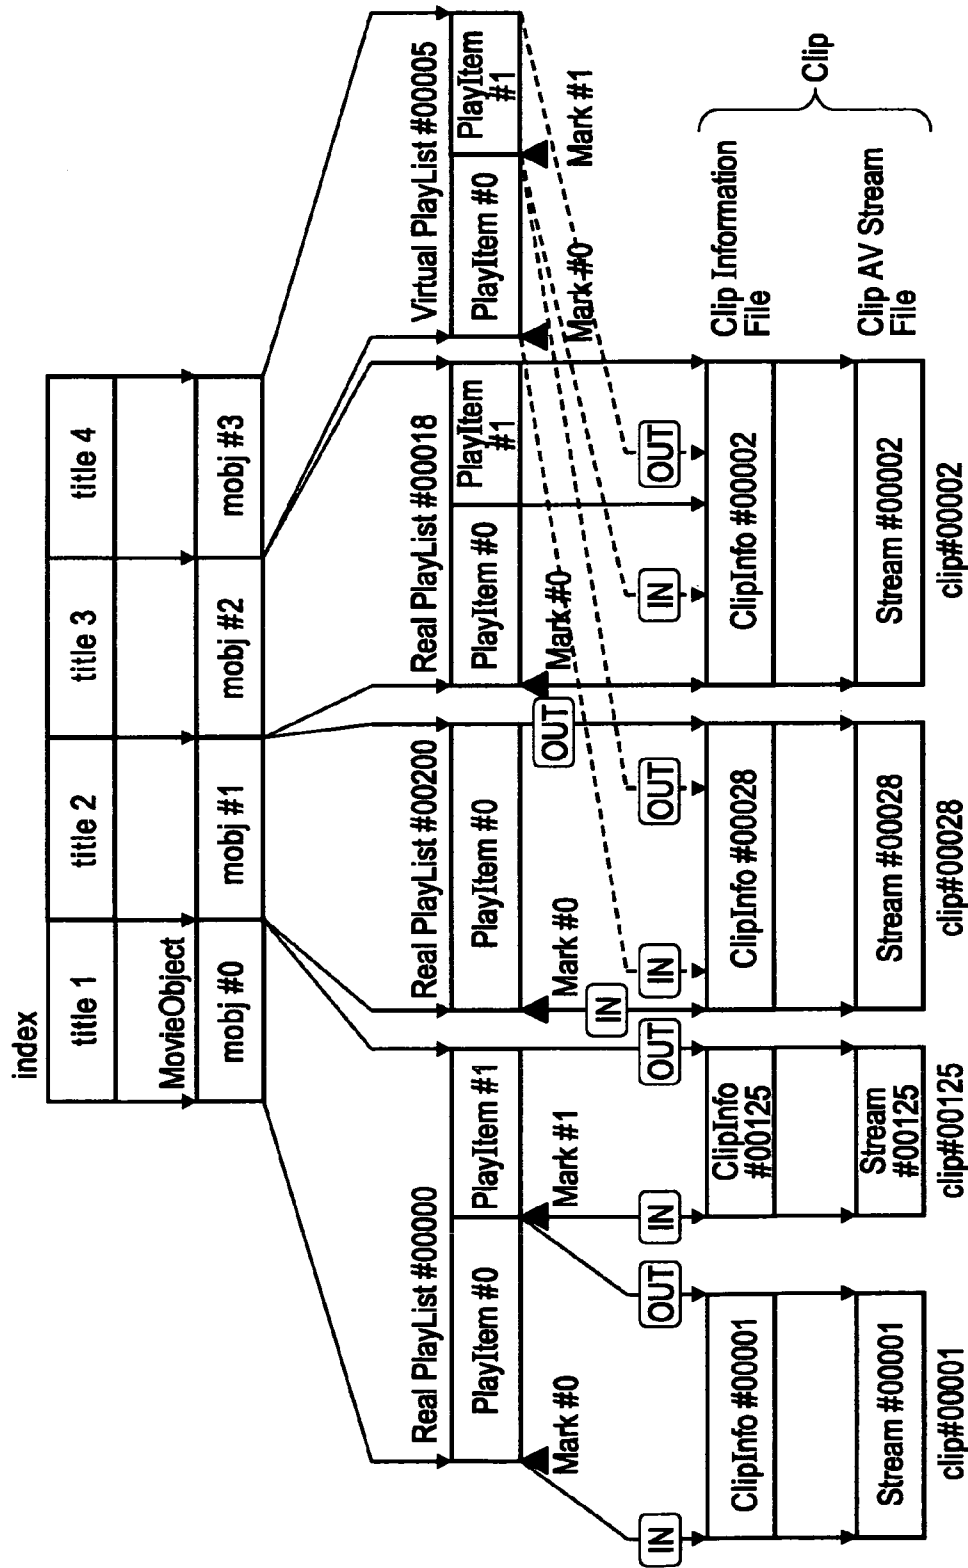 index
title 1
title 2
title 3
title 4
MovieObject
mobj #0
mobj #1
mobj #2
mobj #3
Real PlayList #00000
Real PlayList #00200
Real PlayList #00018
Virtual PlayList #00005
PlayItem #0
PlayItem #1
PlayItem #0
PlayItem #0
PlayItem
#1
PlayItem #0
PlayItem
#1
Mark #0
Mark #1
Mark #0
Mark #0
Mark #0
Mark #1
IN
OUT
IN
OUT
IN
OUT
IN
OUT
IN
OUT
ClipInfo #00001
ClipInfo
#00125
ClipInfo #00028
ClipInfo #00002
Clip Information
File
Stream #00001
Stream
#00125
Stream #00028
Stream #00002
Clip AV Stream
File
Clip
clip#00001
clip#00125
clip#00028
clip#00002